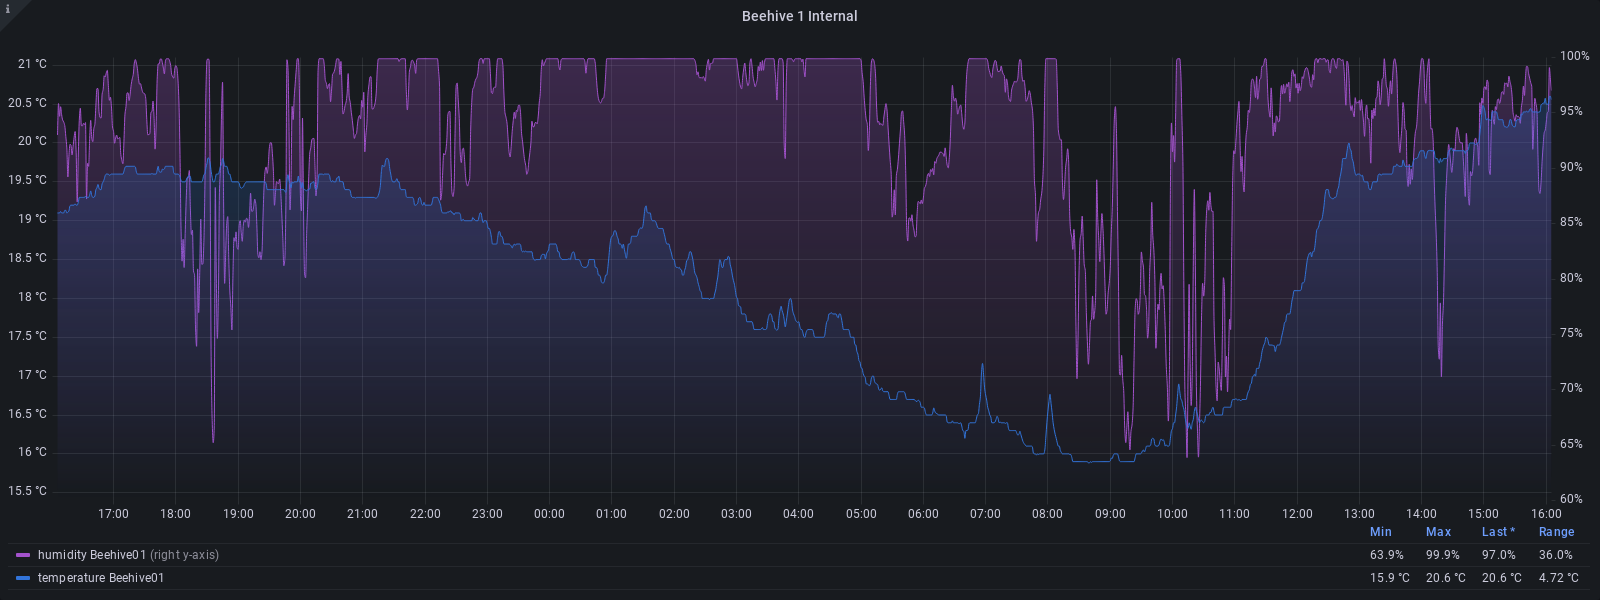 i
Beehive 1 Internal
21 °C
20.5 °C
20 °C
19.5 °C
19 °C
18.5 °C
18 °C
17.5 °C
17 °C
16.5 °C
16 °C
15.5 °C
100%
95%
90%
85%
80%
75%
70%
65%
60%
17:00 18:00 19:00 20:00 21:00 22:00 23:00 00:00 01:00 02:00 03:00 04:00 05:00 06:00 07:00 08:00 09:00 10:00 11:00 12:00 13:00 14:00 15:00 16:00
Min Max Last * Range
humidity Beehive01 (right y-axis) 63.9% 99.9% 97.0% 36.0%
temperature Beehive01 15.9 °C 20.6 °C 20.6 °C 4.72 °C